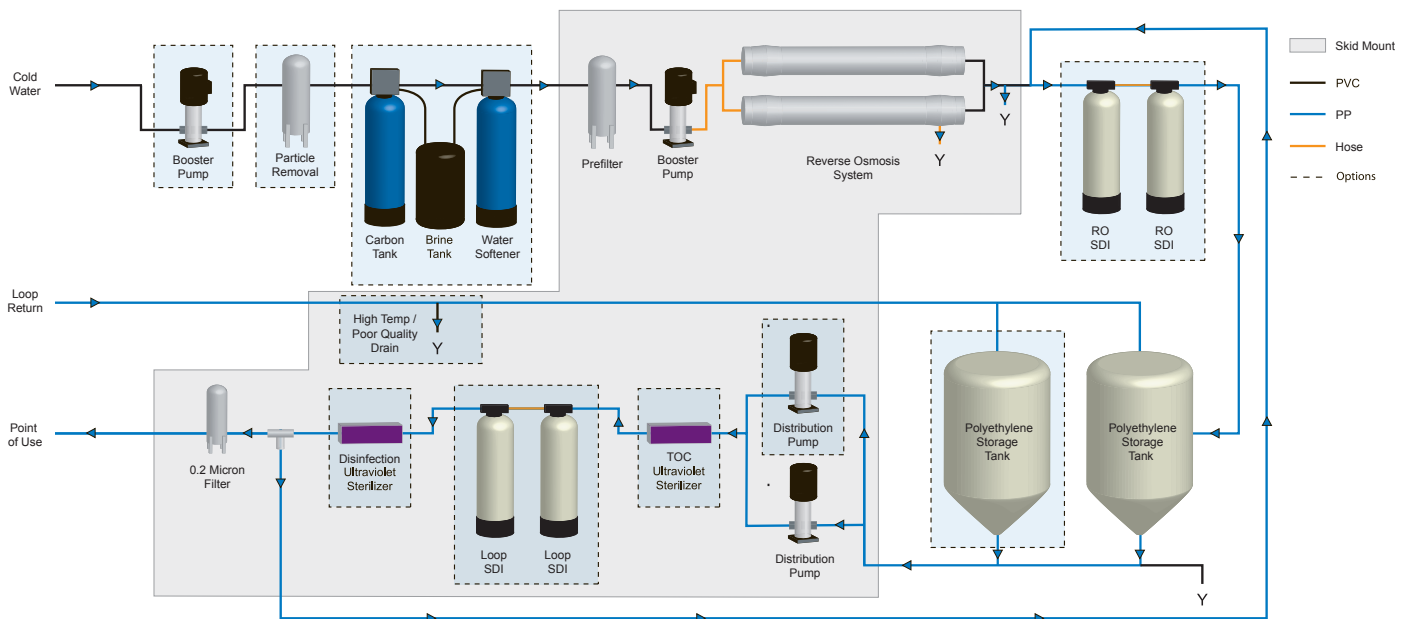 Cold
Water
Booster
Pump
Particle
Removal
Carbon
Tank
Brine
Tank
Water
Softener
Prefilter
Booster
Pump
Reverse Osmosis
System
Y
Y
RO
SDI
RO
SDI
Skid Mount
PVC
PP
Hose
Options
Loop
Return
High Temp /
Poor Quality
Drain
Y
Point
of Use
0.2 Micron
Filter
Disinfection
Ultraviolet
Sterilizer
Loop
SDI
Loop
SDI
TOC
Ultraviolet
Sterilizer
Distribution
Pump
Distribution
Pump
Polyethylene
Storage
Tank
Polyethylene
Storage
Tank
Y